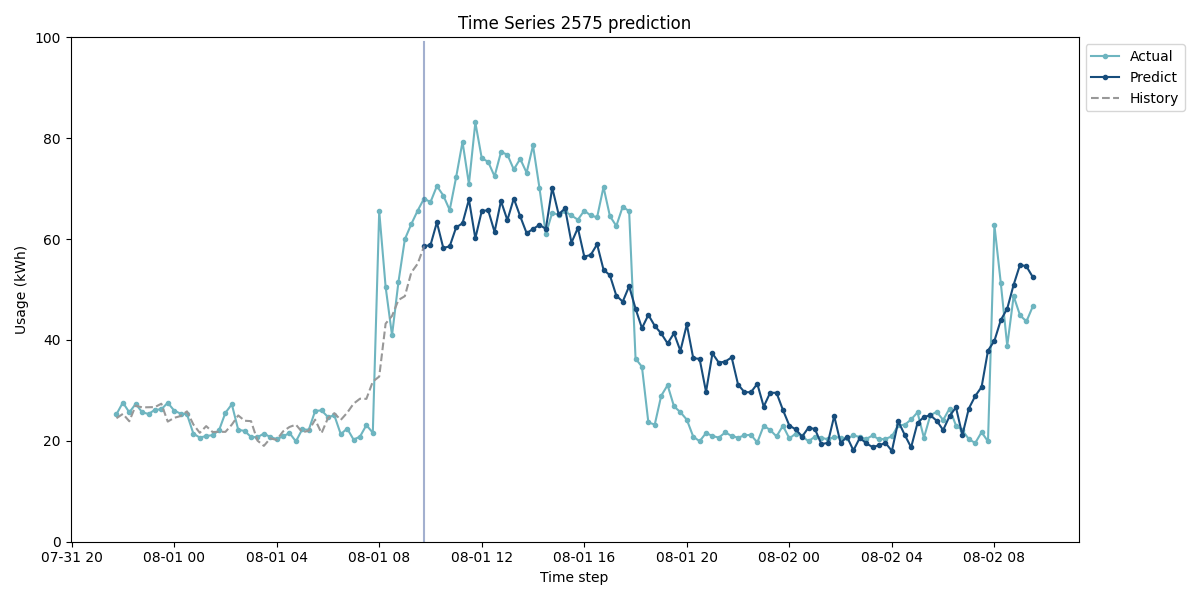 Time Series 2575 prediction
100
80
60
40
20
0
Usage (kWh)
07-31 20
08-01 00
08-01 04
08-01 08
08-01 12
08-01 16
08-01 20
08-02 00
08-02 04
08-02 08
Time step
Actual
Predict
History